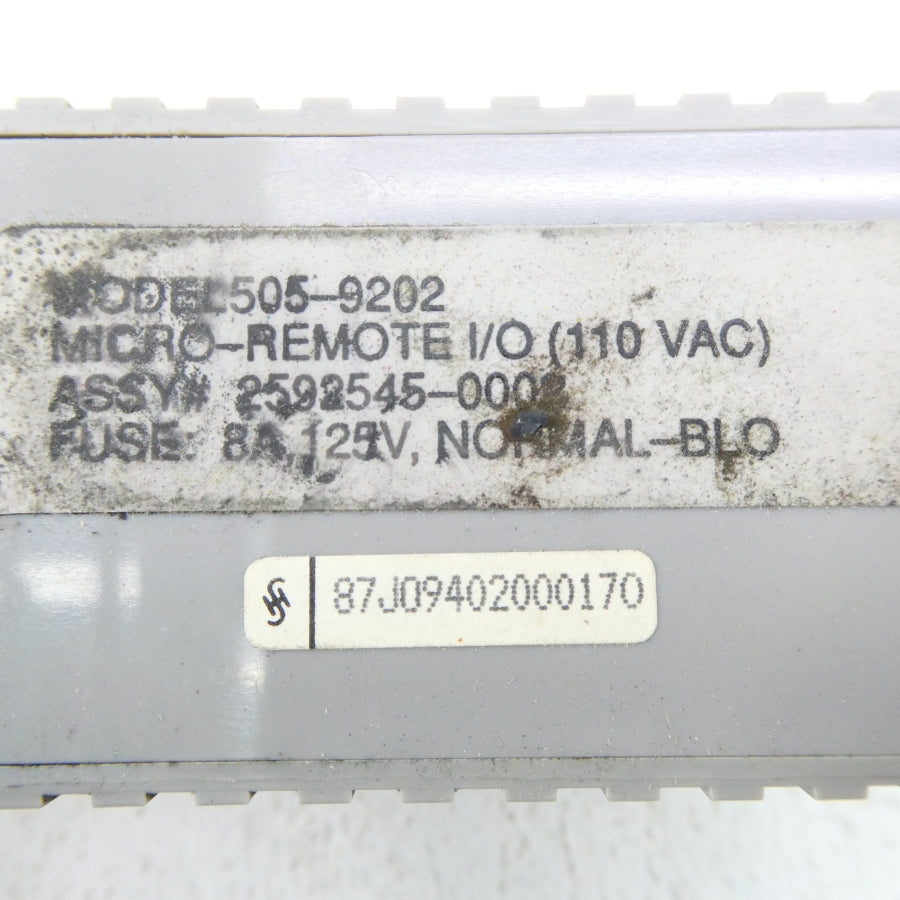 MODEL 505-9202
MICRO-REMOTE I/O (110 VAC)
ASSY# 2592545-0002
FUSE: 8A, 125V, NORMAL-BLO
87J09402000170